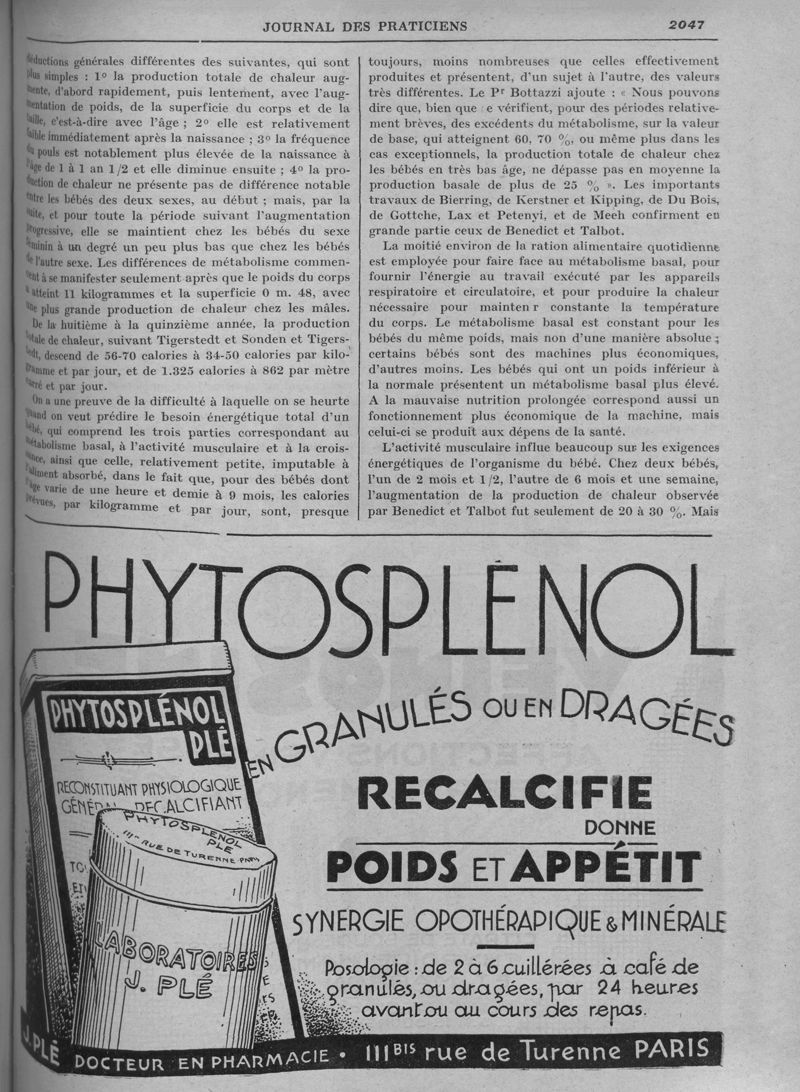 JOURNAL DES PRATICIENS 2047
déductions générales différentes des suivantes, qui sont
plus simples : 1º la production totale de chaleur aug-
mente, d'abord rapidement, puis lentement, avec l'aug-
mentation de poids, de la superficie du corps et de la
taille, c'est-à-dire avec l'âge ; 2º elle est relativement
faible immédiatement après la naissance ; 3º la fréquence
du pouls est notablement plus élevée de la naissance à
l'âge de 1 à 1 an 1/2 et elle diminue ensuite ; 4º la pro-
duction de chaleur ne présente pas de différence notable
entre les bébés des deux sexes, au début ; mais, par la
suite, et pour toute la période suivant l'augmentation
progressive, elle se maintient chez les bébés du sexe
féminin à un degré un peu plus bas que chez les bébés
de l'autre sexe. Les différences de métabolisme commen-
cent à se manifester seulement après que le poids du corps
a atteint 11 kilogrammes et la superficie 0 m. 48, avec
une plus grande production de chaleur chez les mâles.
De la huitième à la quinzième année, la production
totale de chaleur, suivant Tigerstedt et Sonden et Tigers-
tedt, descend de 56-70 calories à 34-50 calories par kilo-
gramme et par jour, et de 1.325 calories à 862 par mètre
carré et par jour.
On a une preuve de la difficulté à laquelle on se heurte
quand on veut prédire le besoin énergétique total d'un
bébé, qui comprend les trois parties correspondant au
métabolisme basal, à l'activité musculaire et à la crois-
sance, ainsi que celle, relativement petite, imputable à
l'aliment absorbé, dans le fait que, pour des bébés dont
l'âge varie de une heure et demie à 9 mois, les calories
prévues, par kilogramme et par jour, sont, presque
toujours, moins nombreuses que celles effectivement
produites et présentent, d'un sujet à l'autre, des valeurs
très différentes. Le Pr Bottazzi ajoute : « Nous pouvons
dire que, bien que e vérifient, pour des périodes relative-
ment brèves, des excédents du métabolisme, sur la valeur
de base, qui atteignent 60, 70 %, ou même plus dans les
cas exceptionnels, la production totale de chaleur chez
les bébés en très bas âge, ne dépasse pas en moyenne la
production basale de plus de 25 % ». Les importants
travaux de Bierring, de Kerstner et Kipping, de Du Bois,
de Gottche, Lax et Petenyi, et de Meeh confirment en
grande partie ceux de Benedict et Talbot.
La moitié environ de la ration alimentaire quotidienne
est employée pour faire face au métabolisme basal, pour
fournir l'énergie au travail exécuté par les appareils
respiratoire et circulatoire, et pour produire la chaleur
nécessaire pour mainten r constante la température
du corps. Le métabolisme basal est constant pour les
bébés du même poids, mais non d'une manière absolue ;
certains bébés sont des machines plus économiques,
d'autres moins. Les bébés qui ont un poids inférieur à
la normale présentent un métabolisme basal plus élevé.
A la mauvaise nutrition prolongée correspond aussi un
fonctionnement plus économique de la machine, mais
celui-ci se produit aux dépens de la santé.
L'activité musculaire influe beaucoup sur les exigences
énergétiques de l'organisme du bébé. Chez deux bébés,
l'un de 2 mois et 1/2, l'autre de 6 mois et une semaine,
l'augmentation de la production de chaleur observée
par Benedict et Talbot fut seulement de 20 à 30 %. Mais
PHYTOSPLÉNOL
EN GRANULÉS OU EN DRAGÉES
RECALCIFIE
DONNE
POIDS ET APPÉTIT
SYNERGIE OPOTHÉRAPIQUE & MINÉRALE
Posologie : de 2 à 6 cuillérées à café de
granulés, ou dragées, par 24 heures
avant ou au cours des repas.
PHYTOSPLÉNOL
PLÉ
RECONSTITUANT PHYSIOLOGIQUE
GÉNÉRAL
PHYTOSPLENOL
PLÉ
111 RUE DE TURENNE PARIS
LABORATOIRES
J. PLÉ
J. PLÉ DOCTEUR EN PHARMACIE • 111 BIS rue de Turenne PARIS